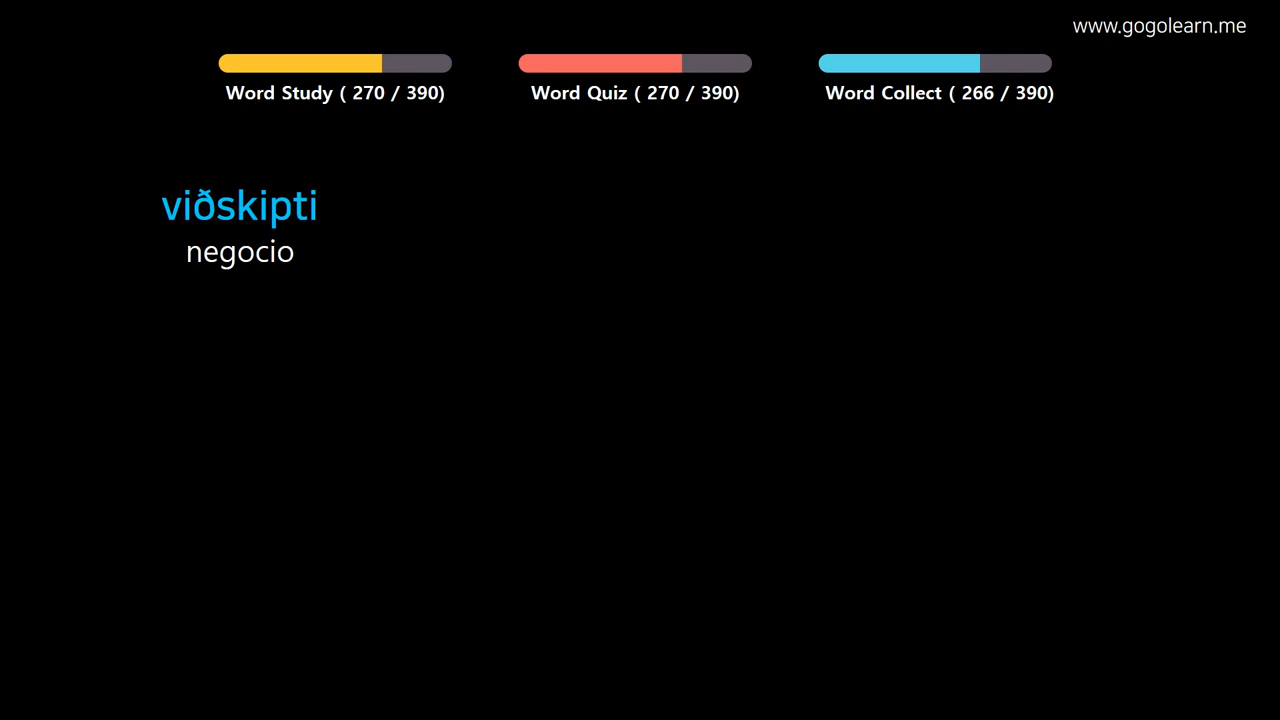 www.gogolearn.me
Word Study ( 270 / 390)
Word Quiz ( 270 / 390)
Word Collect ( 266 / 390)
viðskipti
negocio